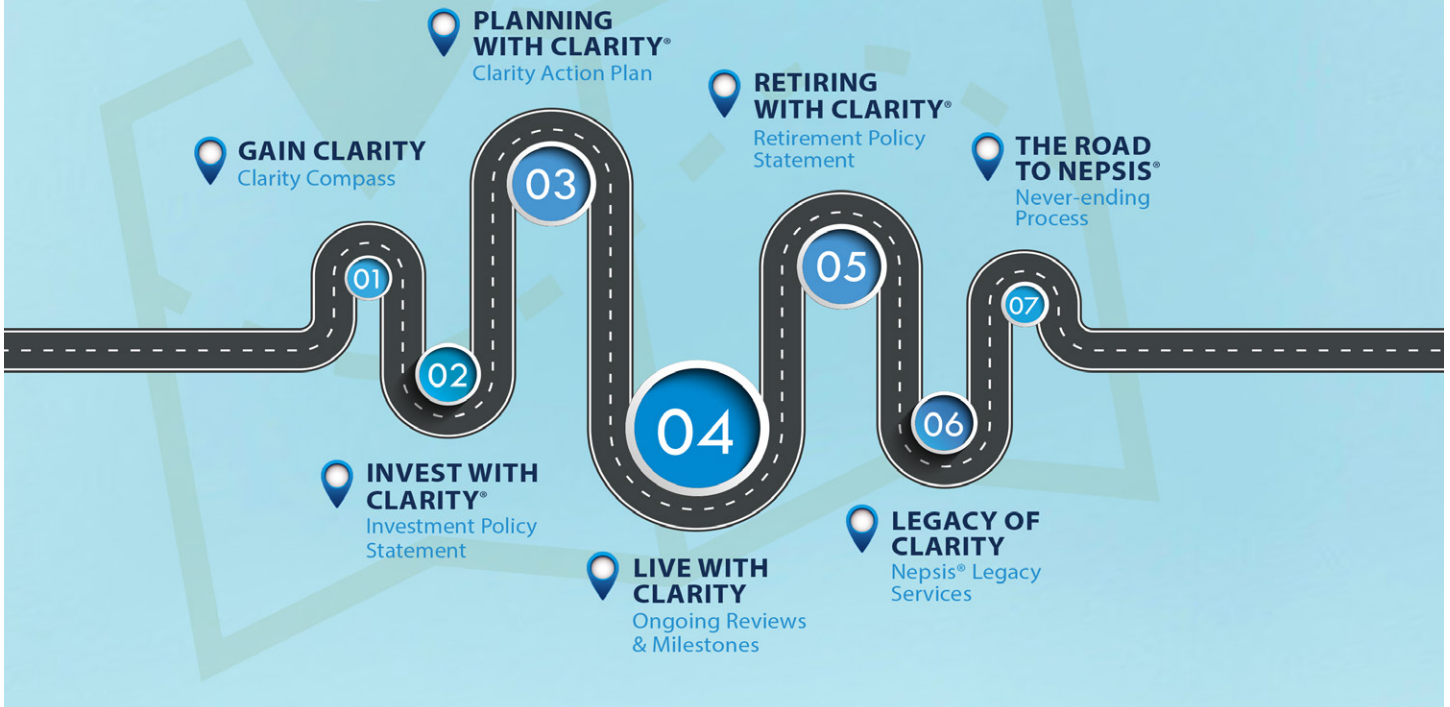 01
GAIN CLARITY
Clarity Compass
02
INVEST WITH
CLARITY®
Investment Policy
Statement
03
PLANNING
WITH CLARITY®
Clarity Action Plan
04
LIVE WITH
CLARITY
Ongoing Reviews
& Milestones
05
RETIRING
WITH CLARITY®
Retirement Policy
Statement
06
LEGACY OF
CLARITY
Nepsis® Legacy
Services
07
THE ROAD
TO NEPSIS®
Never-ending
Process